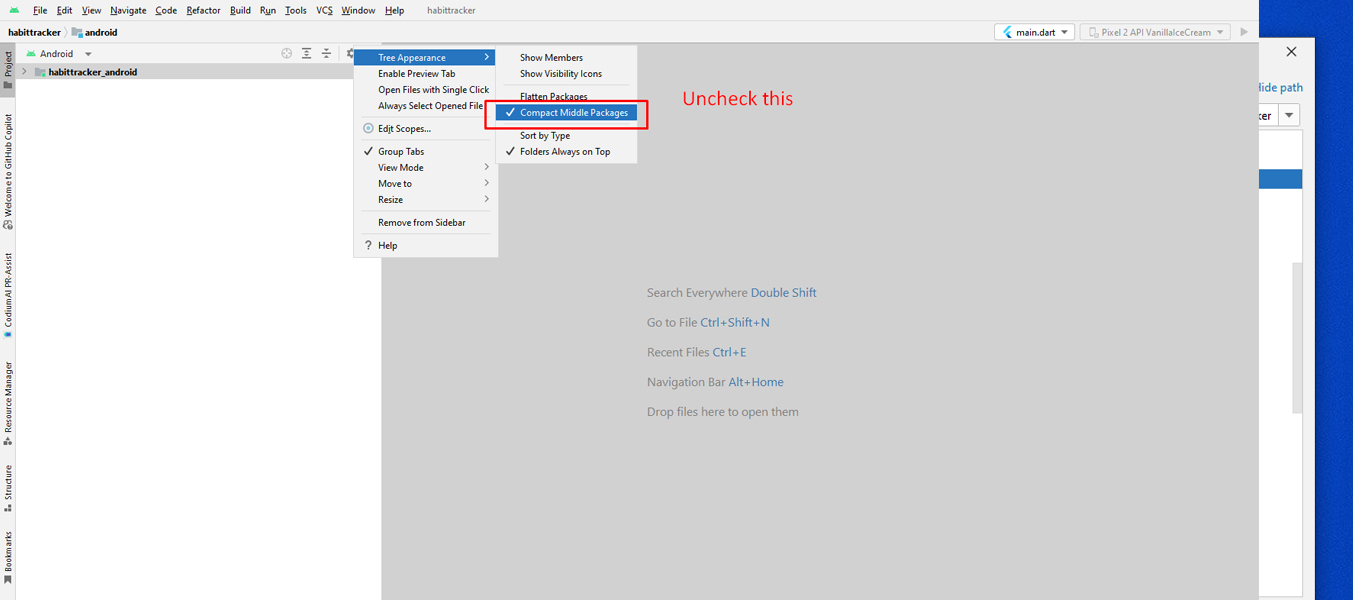 File Edit View Navigate Code Refactor Build Run Tools VCS Window Help habittracker
habittracker android main.dart Pixel 2 API VanillaIceCream
Android
habittracker_android
Tree Appearance
Enable Preview Tab
Open Files with Single Click
Always Select Opened File
Edit Scopes...
Group Tabs
View Mode
Move to
Resize
Remove from Sidebar
? Help
Show Members
Show Visibility Icons
Flatten Packages
Compact Middle Packages
Sort by Type
Folders Always on Top
Uncheck this
Search Everywhere Double Shift
Go to File Ctrl+Shift+N
Recent Files Ctrl+E
Navigation Bar Alt+Home
Drop files here to open them
Project
Welcome to GitHub Copilot
CodiumAI PR-Assist
Resource Manager
Structure
Bookmarks
path